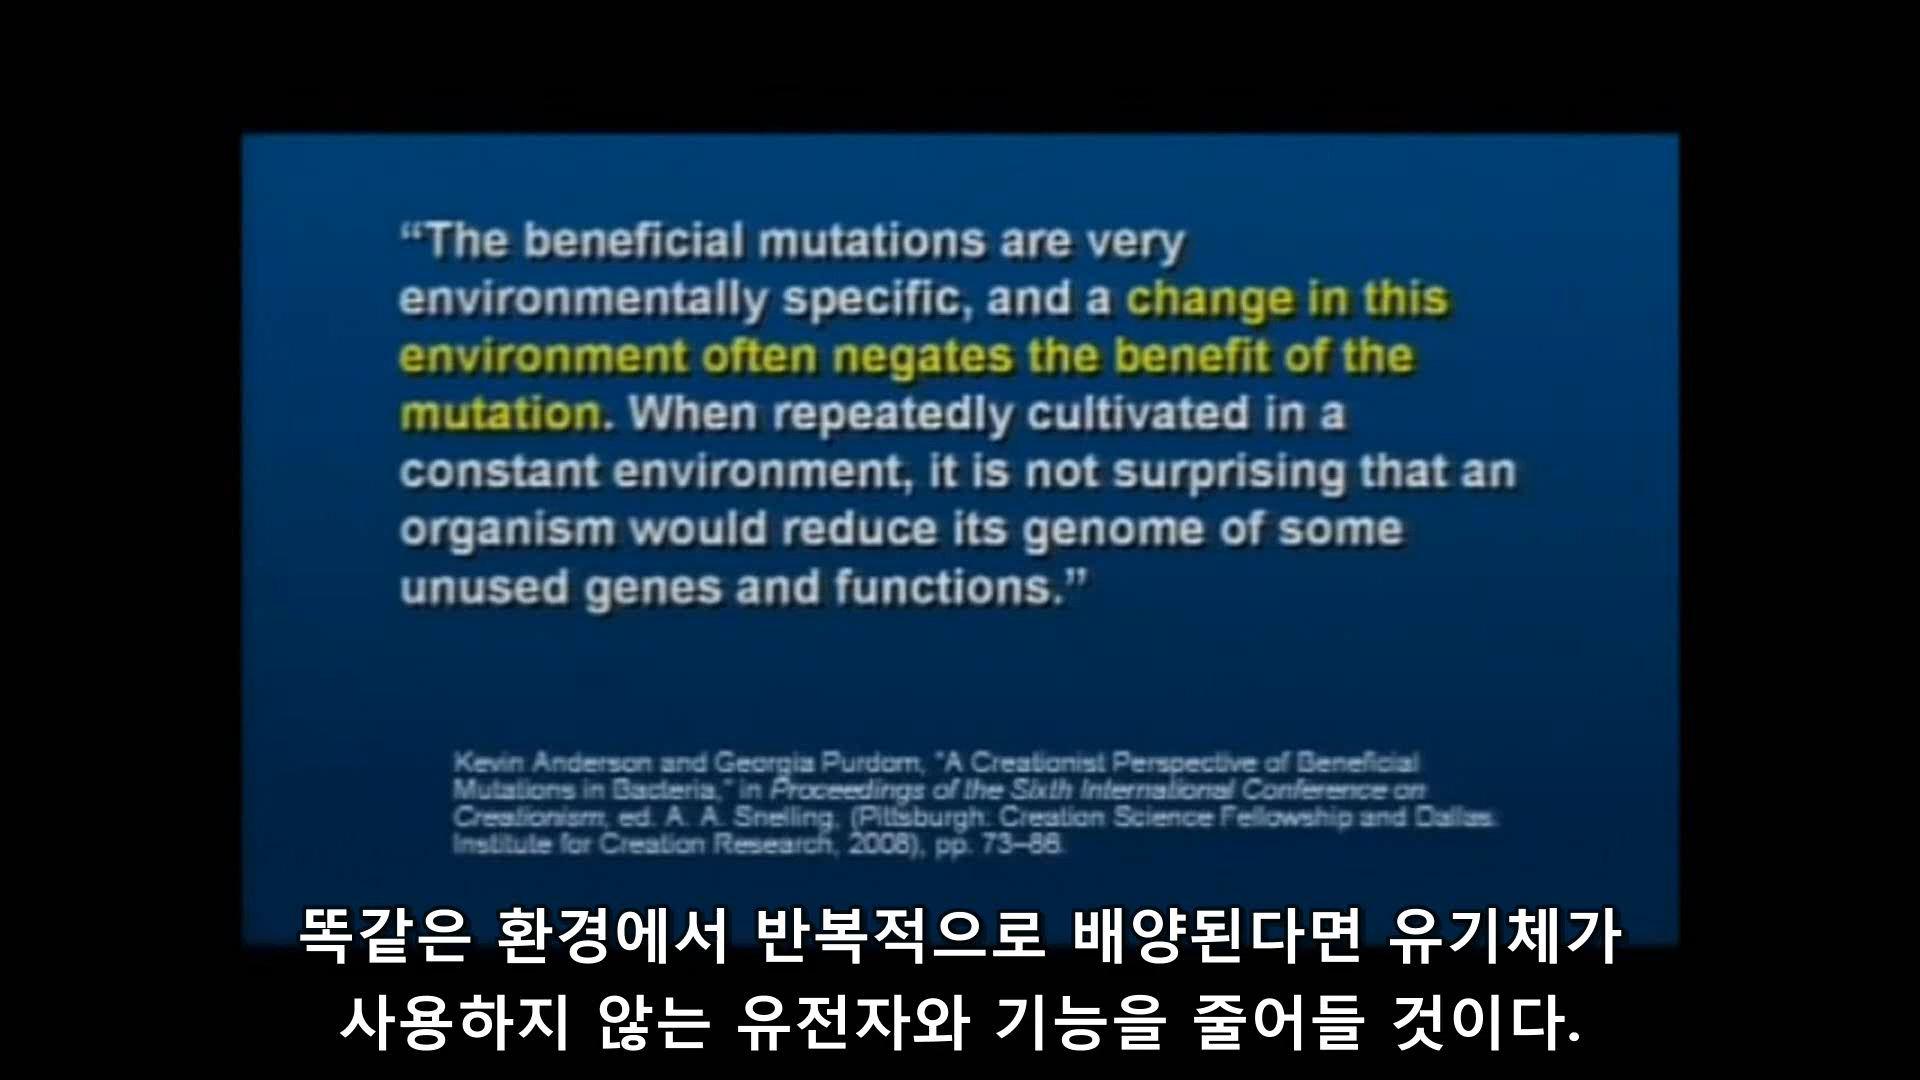 “The beneficial mutations are very
environmentally specific, and a change in this
environment often negates the benefit of the
mutation. When repeatedly cultivated in a
constant environment, it is not surprising that an
organism would reduce its genome of some
unused genes and functions.”
Kevin Anderson and Georgia Purdom, “A Creationist Perspective of Beneficial
Mutations in Bacteria,” in Proceedings of the Sixth International Conference on
Creationism, ed. A. A. Snelling, (Pittsburgh: Creation Science Fellowship and Dallas:
Institute for Creation Research, 2008), pp. 73–86.
똑같은 환경에서 반복적으로 배양된다면 유기체가
사용하지 않는 유전자와 기능을 줄어들 것이다.